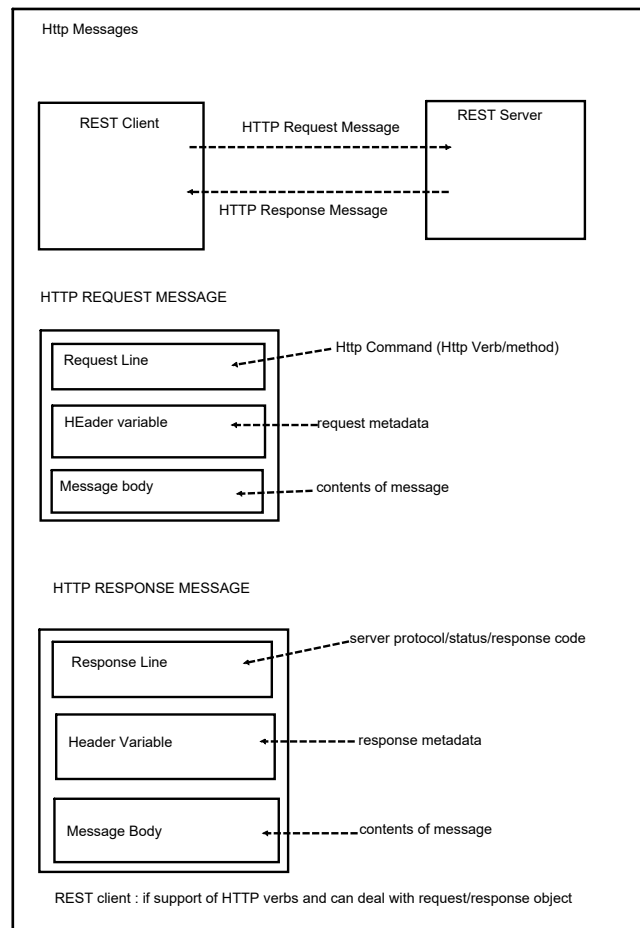 Http Messages
REST Client
HTTP Request Message
REST Server
HTTP Response Message
HTTP REQUEST MESSAGE
Request Line
Http Command (Http Verb/method)
HEader variable
request metadata
Message body
contents of message
HTTP RESPONSE MESSAGE
Response Line
server protocol/status/response code
Header Variable
response metadata
Message Body
contents of message
REST client : if support of HTTP verbs and can deal with request/response object